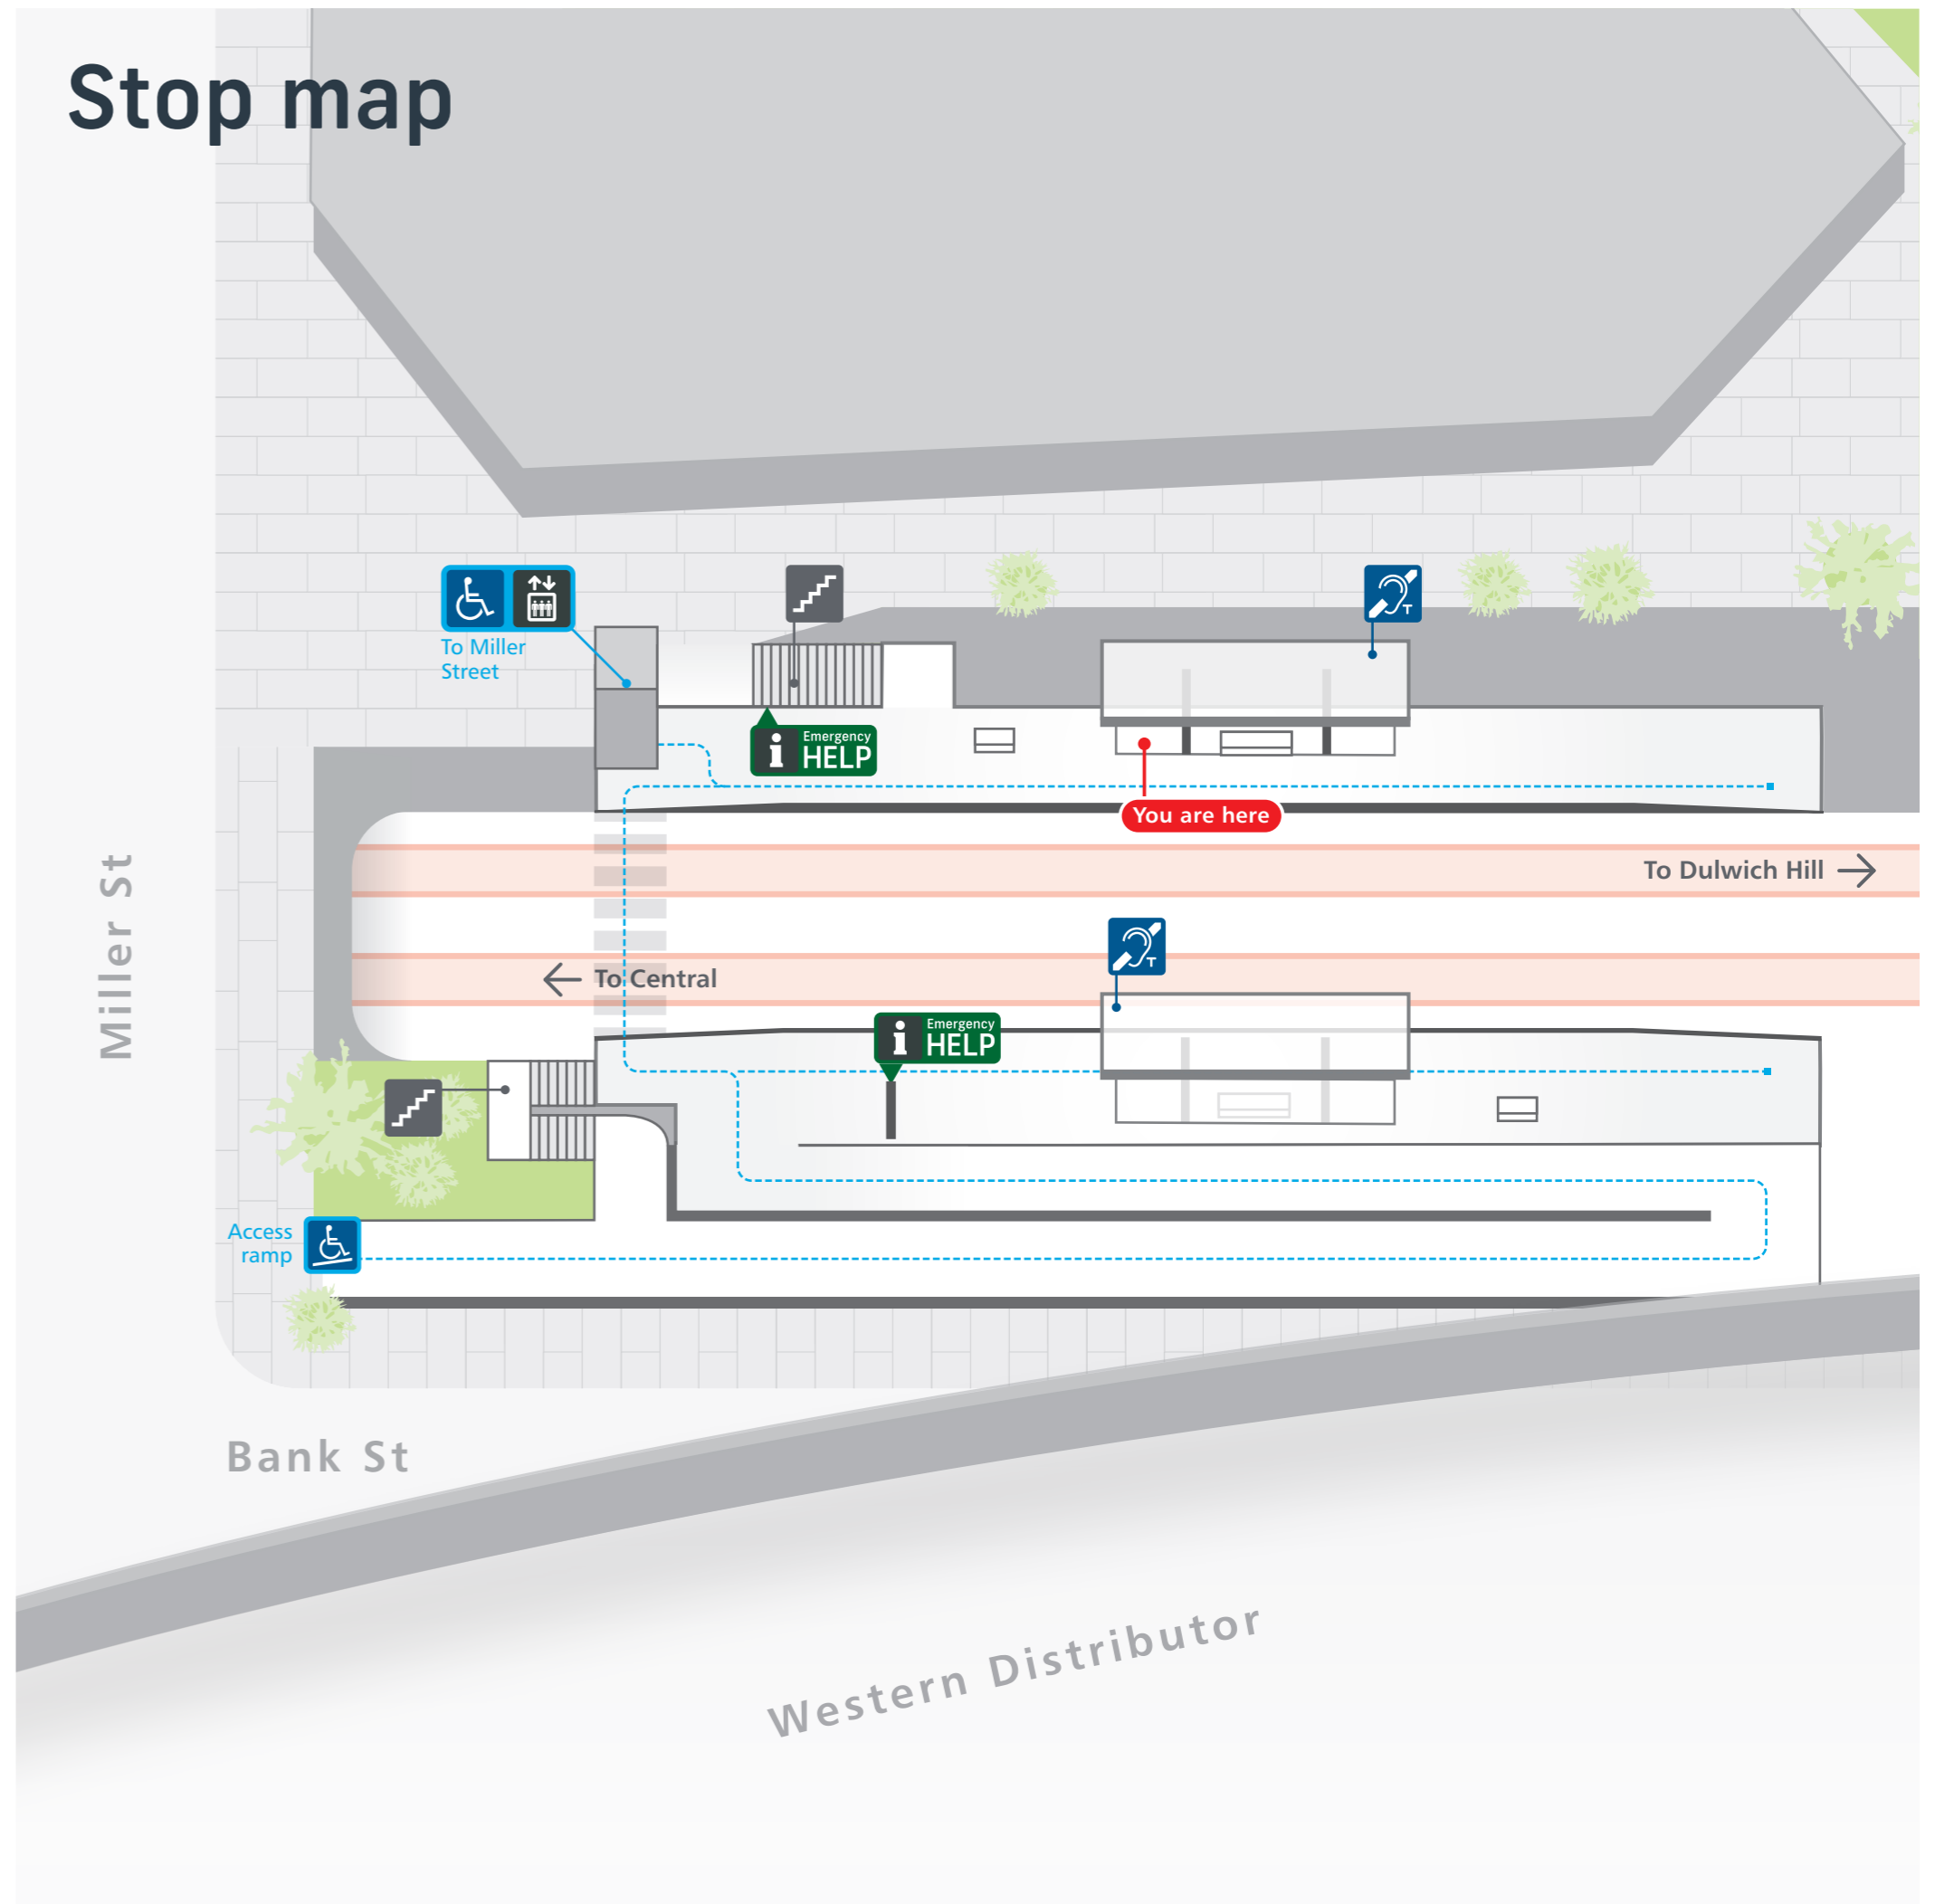 Stop map
To Miller
Street
Emergency
HELP
You are here
To Dulwich Hill
T
Miller St
To Central
T
Emergency
HELP
Access
ramp
Bank St
Western Distributor